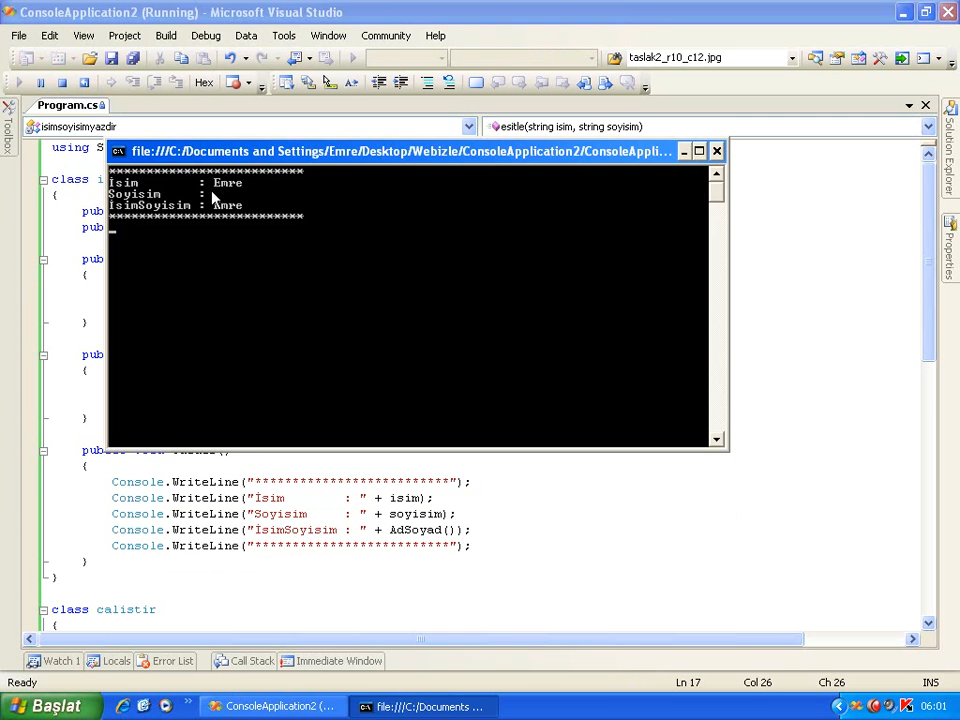 ConsoleApplication2 (Running) - Microsoft Visual Studio
File Edit View Project Build Debug Data Tools Window Community Help
taslak2_r10_c12.jpg
Hex
Program.cs
isimsoyisimyazdir esitle(string isim, string soyisim)
Toolbox
Solution Explorer
Properties
using S
class i
{
pub
pub
pub
{
}
pub
{
}
file:///C:/Documents and Settings/Emre/Desktop/Webizle/ConsoleApplication2/ConsoleAppli...
**************************
İsim : Emre
Soyisim :
İsimSoyisim : Emre
**************************
_
{
Console.WriteLine("**************************");
Console.WriteLine("İsim : " + isim);
Console.WriteLine("Soyisim : " + soyisim);
Console.WriteLine("İsimSoyisim : " + AdSoyad());
Console.WriteLine("**************************");
}
}
class calistir
{
Watch 1 Locals Error List Call Stack Immediate Window
Ready Ln 17 Col 26 Ch 26 INS
Başlat ConsoleApplication2 (... file:///C:/Documents ... 06:01